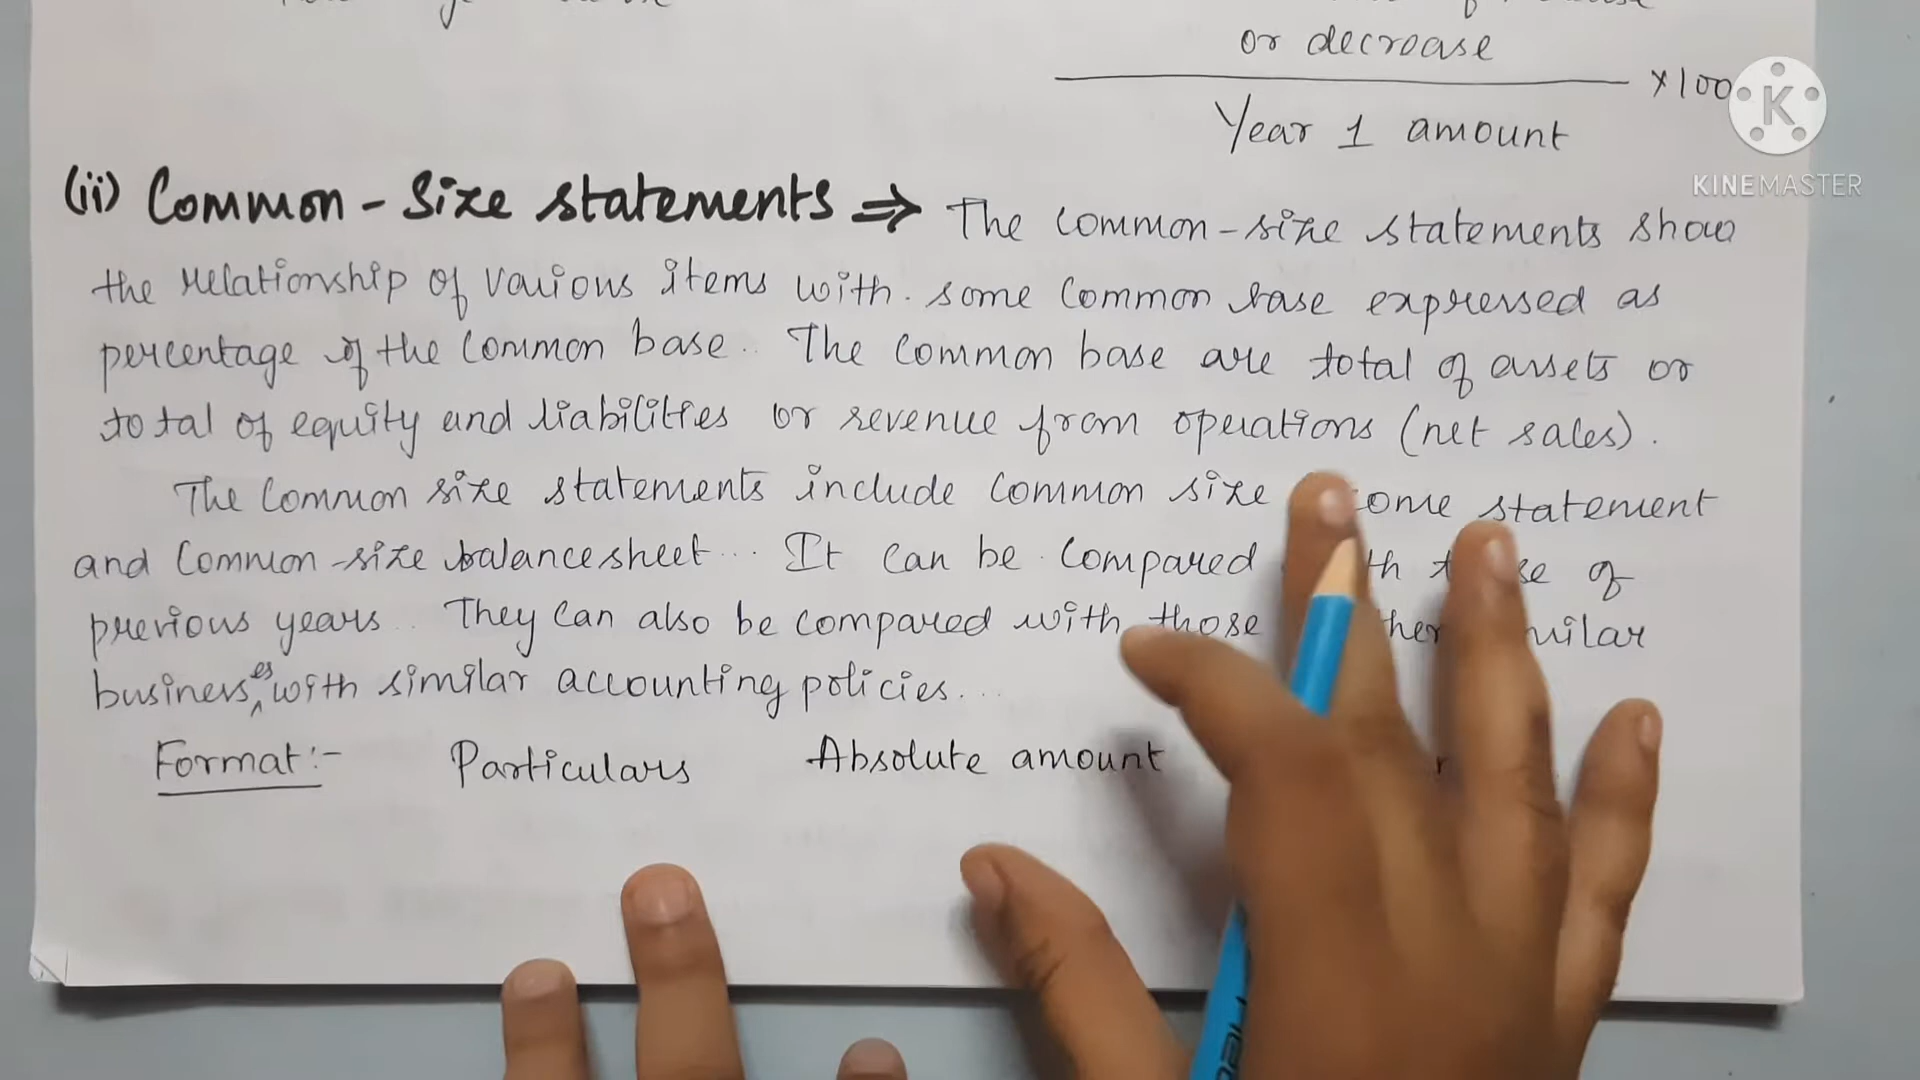 or decrease
×100
Year 1 amount
KINEMASTER
(ii) Common-Size statements ⇒ The common-size statements show
the relationship of various items with some common base expressed as
percentage of the common base. The common base are total of assets or
total of equity and liabilities or revenue from operations (net sales).
The Common size statements include common size statement
and common-size balancesheet. It can be compared of
previous years. They can also be compared with those
businesses with similar accounting policies.
Format:- Particulars Absolute amount